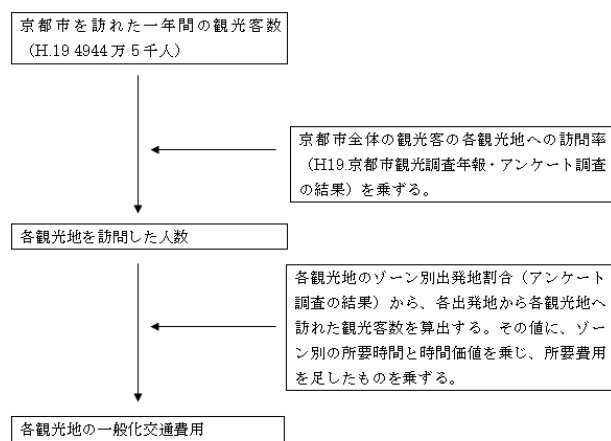 京都市を訪れた一年間の観光客数
（H.19 4944万5千人）
京都市全体の観光客の各観光地への訪問率
（H19.京都市観光調査年報・アンケート調査
の結果）を乗ずる。
各観光地を訪問した人数
各観光地のゾーン別出発地割合（アンケート
調査の結果）から、各出発地から各観光地へ
訪れた観光客数を算出する。その値に、ゾー
ン別の所要時間と時間価値を乗じ、所要費用
を足したものを乗ずる。
各観光地の一般化交通費用